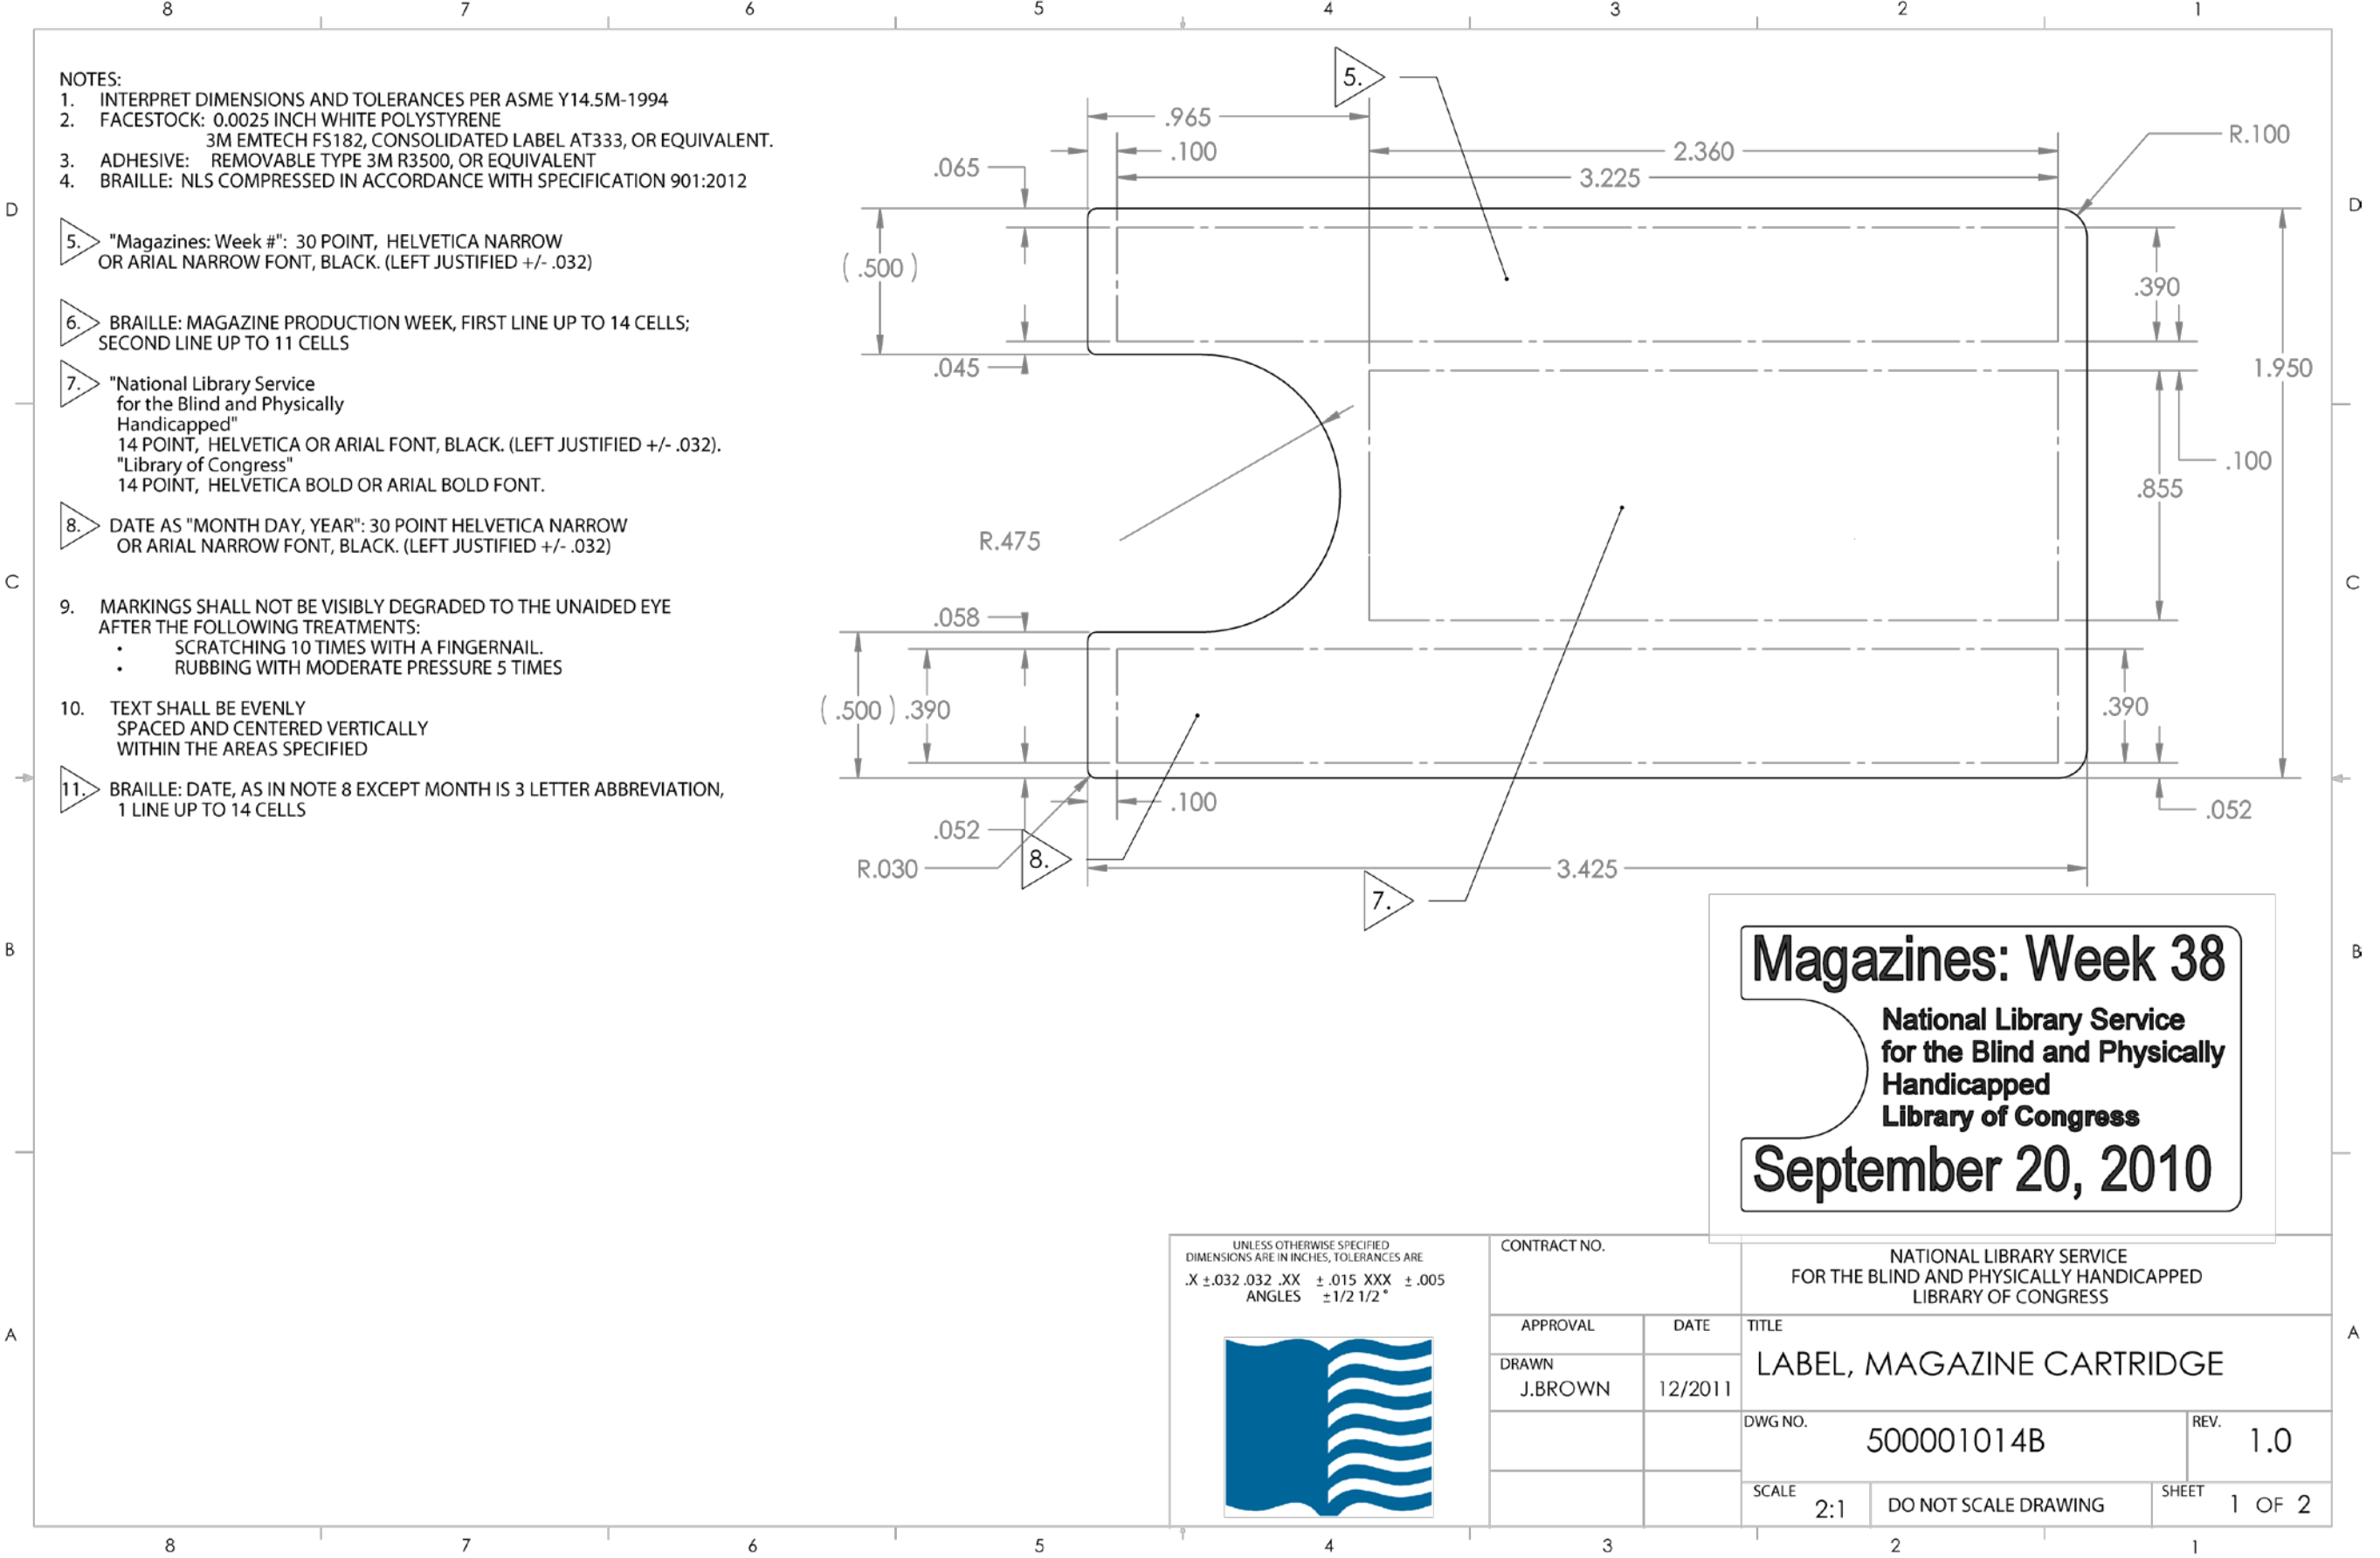 8 7 6 5 4 3 2 1
NOTES:
1. INTERPRET DIMENSIONS AND TOLERANCES PER ASME Y14.5M-1994
2. FACESTOCK: 0.0025 INCH WHITE POLYSTYRENE
3M EMTECH FS182, CONSOLIDATED LABEL AT333, OR EQUIVALENT.
3. ADHESIVE: REMOVABLE TYPE 3M R3500, OR EQUIVALENT
4. BRAILLE: NLS COMPRESSED IN ACCORDANCE WITH SPECIFICATION 901:2012
5. "Magazines: Week #": 30 POINT, HELVETICA NARROW
OR ARIAL NARROW FONT, BLACK. (LEFT JUSTIFIED +/- .032)
6. BRAILLE: MAGAZINE PRODUCTION WEEK, FIRST LINE UP TO 14 CELLS;
SECOND LINE UP TO 11 CELLS
7. "National Library Service
for the Blind and Physically
Handicapped"
14 POINT, HELVETICA OR ARIAL FONT, BLACK. (LEFT JUSTIFIED +/- .032).
"Library of Congress"
14 POINT, HELVETICA BOLD OR ARIAL BOLD FONT.
8. DATE AS "MONTH DAY, YEAR": 30 POINT HELVETICA NARROW
OR ARIAL NARROW FONT, BLACK. (LEFT JUSTIFIED +/- .032)
9. MARKINGS SHALL NOT BE VISIBLY DEGRADED TO THE UNAIDED EYE
AFTER THE FOLLOWING TREATMENTS:
• SCRATCHING 10 TIMES WITH A FINGERNAIL.
• RUBBING WITH MODERATE PRESSURE 5 TIMES
10. TEXT SHALL BE EVENLY
SPACED AND CENTERED VERTICALLY
WITHIN THE AREAS SPECIFIED
11. BRAILLE: DATE, AS IN NOTE 8 EXCEPT MONTH IS 3 LETTER ABBREVIATION,
1 LINE UP TO 14 CELLS
5.
.965
R.100
.100
2.360
.065
3.225
D
D
(.500)
.390
.045
1.950
.100
.855
R.475
C
C
.058
(.500) .390
.390
.100
.052
.052
8.
R.030
3.425
7.
B
B
Magazines: Week 38
National Library Service
for the Blind and Physically
Handicapped
Library of Congress
September 20, 2010
UNLESS OTHERWISE SPECIFIED
DIMENSIONS ARE IN INCHES, TOLERANCES ARE
.X ±.032 .032 .XX ± .015 XXX ± .005
ANGLES ±1/2 1/2°
CONTRACT NO.
NATIONAL LIBRARY SERVICE
FOR THE BLIND AND PHYSICALLY HANDICAPPED
LIBRARY OF CONGRESS
APPROVAL DATE
TITLE
LABEL, MAGAZINE CARTRIDGE
DRAWN
J.BROWN 12/2011
A
A
DWG NO.
500001014B
REV.
1.0
SCALE
2:1
DO NOT SCALE DRAWING
SHEET
1 OF 2
8 7 6 5 4 3 2 1